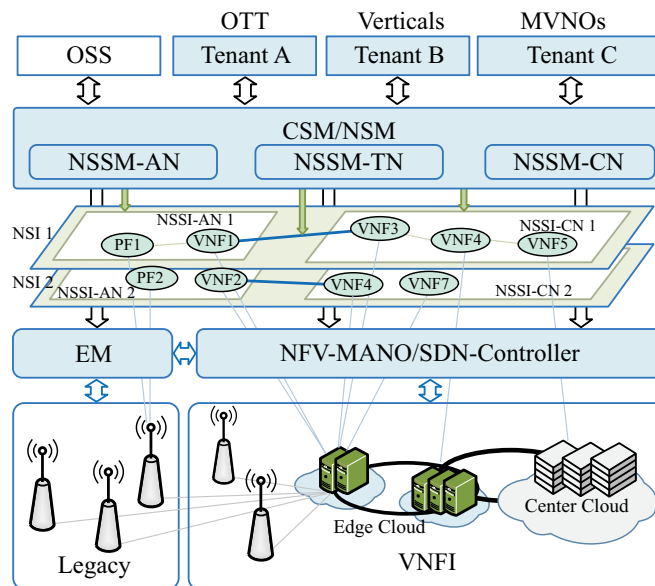 OTT Verticals MVNOs
OSS Tenant A Tenant B Tenant C
CSM/NSM
NSSM-AN NSSM-TN NSSM-CN
NSI 1
NSSI-AN 1
NSSI-CN 1
PF1 VNF1 VNF3 VNF4 VNF5
NSI 2
NSSI-AN 2
NSSI-CN 2
PF2 VNF2 VNF4 VNF7
EM NFV-MANO/SDN-Controller
Edge Cloud
Center Cloud
Legacy VNFI